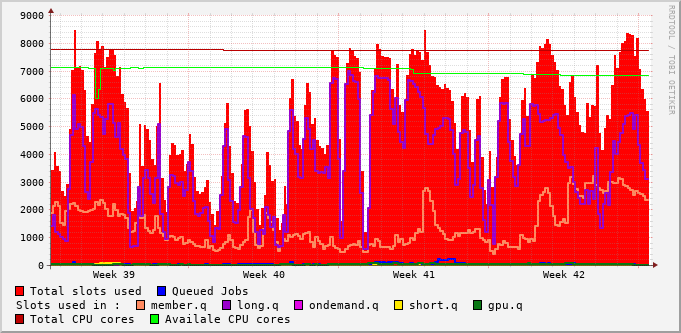 RRDTOOL / TOBI OETIKER
9000
8000
7000
6000
5000
4000
3000
2000
1000
0
Week 39 Week 40 Week 41 Week 42
Total slots used Queued Jobs
Slots used in : member.q long.q ondemand.q short.q gpu.q
Total CPU cores Availale CPU cores